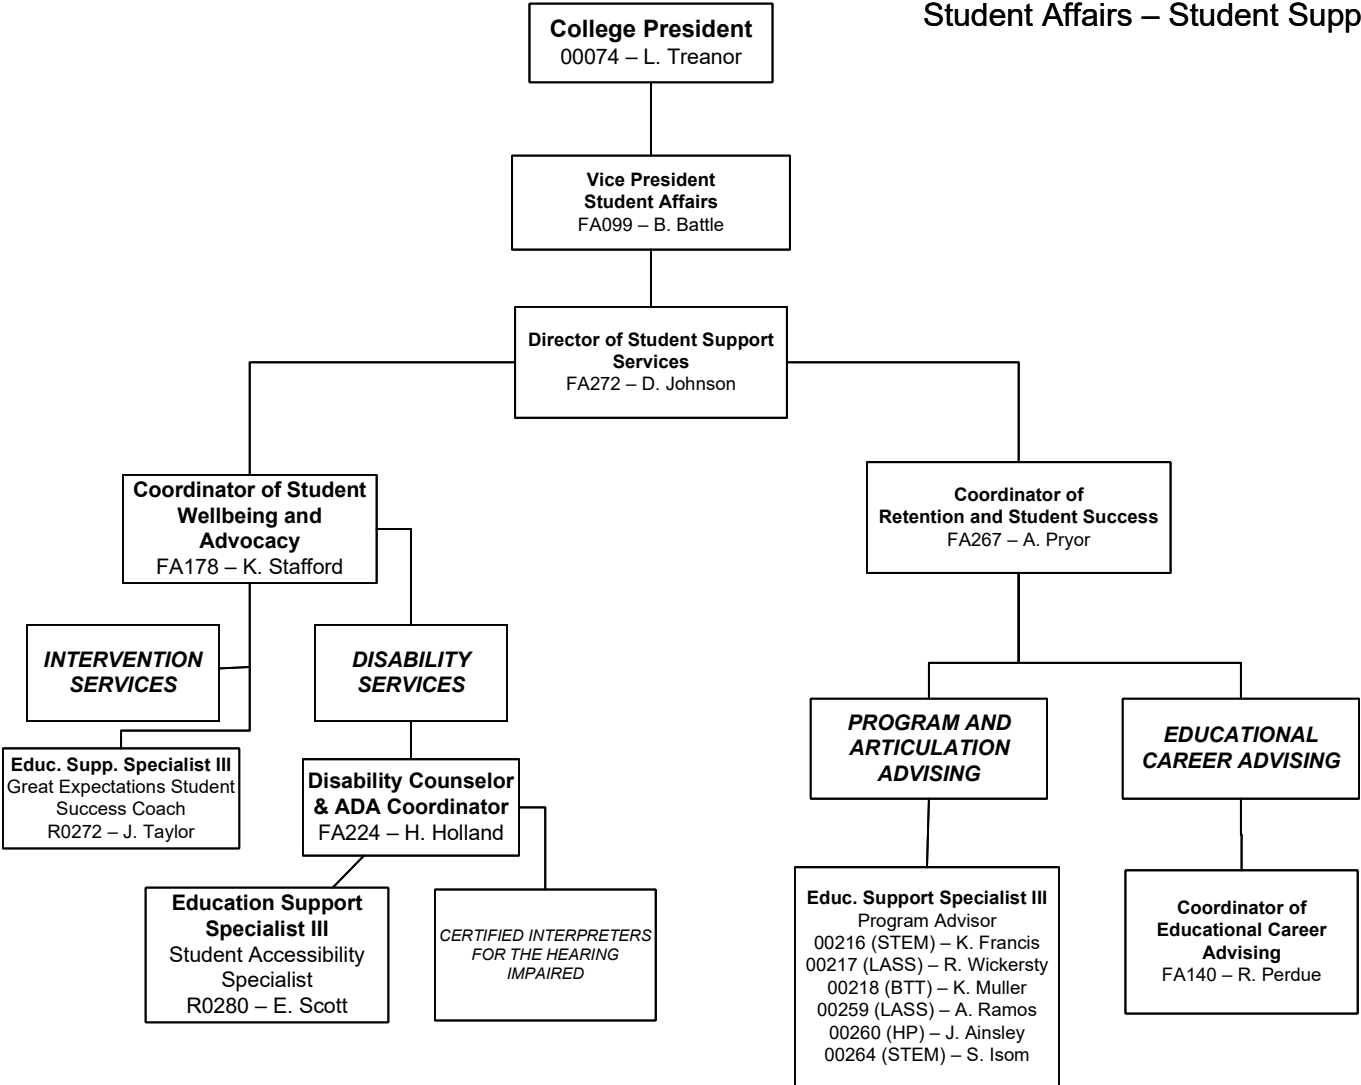 Student Affairs – Student Supp
College President
00074 – L. Treanor
Vice President
Student Affairs
FA099 – B. Battle
Director of Student Support
Services
FA272 – D. Johnson
Coordinator of Student
Wellbeing and
Advocacy
FA178 – K. Stafford
Coordinator of
Retention and Student Success
FA267 – A. Pryor
INTERVENTION
SERVICES
DISABILITY
SERVICES
PROGRAM AND
ARTICULATION
ADVISING
EDUCATIONAL
CAREER ADVISING
Educ. Supp. Specialist III
Great Expectations Student
Success Coach
R0272 – J. Taylor
Disability Counselor
& ADA Coordinator
FA224 – H. Holland
Education Support
Specialist III
Student Accessibility
Specialist
R0280 – E. Scott
CERTIFIED INTERPRETERS
FOR THE HEARING
IMPAIRED
Educ. Support Specialist III
Program Advisor
00216 (STEM) – K. Francis
00217 (LASS) – R. Wickersty
00218 (BTT) – K. Muller
00259 (LASS) – A. Ramos
00260 (HP) – J. Ainsley
00264 (STEM) – S. Isom
Coordinator of
Educational Career
Advising
FA140 – R. Perdue